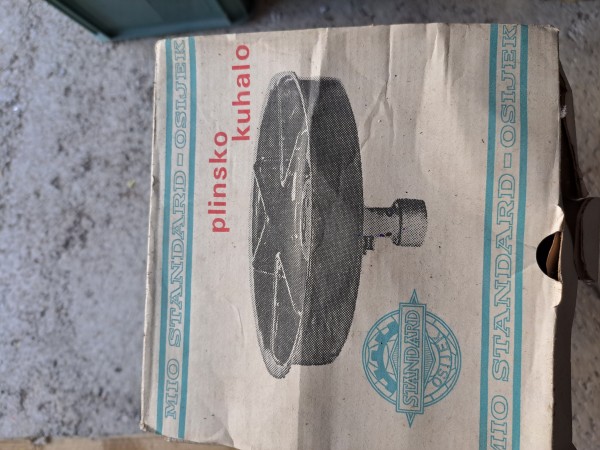 MIO STANDARD-OSIJEK
plinsko
kuhalo
STANDARD
MIO STANDARD-OSIJEK